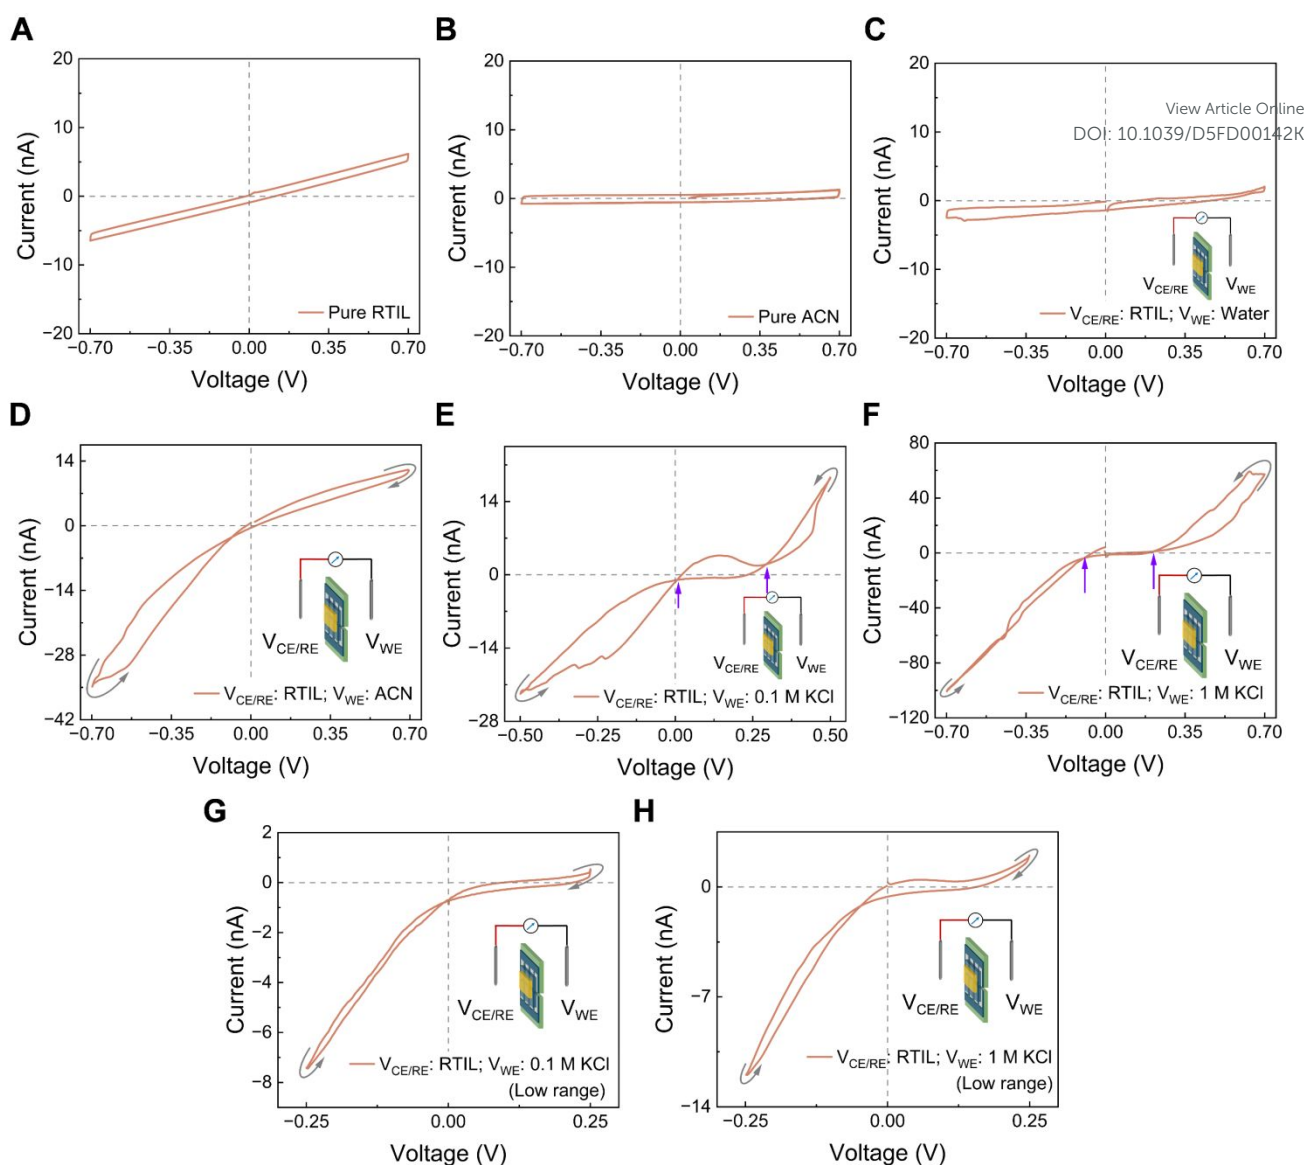 A
20
10
0
−10
−20
Current (nA)
Pure RTIL
−0.70 −0.35 0.00 0.35 0.70
Voltage (V)
B
20
10
0
−10
−20
Current (nA)
Pure ACN
−0.70 −0.35 0.00 0.35 0.70
Voltage (V)
C
View Article Online
DOI: 10.1039/D5FD00142K
20
10
0
−10
−20
Current (nA)
VCE/RE VWE
VCE/RE: RTIL; VWE: Water
−0.70 −0.35 0.00 0.35 0.70
Voltage (V)
D
14
0
−14
−28
−42
Current (nA)
VCE/RE VWE
VCE/RE: RTIL; VWE: ACN
−0.70 −0.35 0.00 0.35 0.70
Voltage (V)
E
14
0
−14
−28
Current (nA)
VCE/RE VWE
VCE/RE: RTIL; VWE: 0.1 M KCl
−0.50 −0.25 0.00 0.25 0.50
Voltage (V)
F
80
40
0
−40
−80
−120
Current (nA)
VCE/RE VWE
VCE/RE: RTIL; VWE: 1 M KCl
−0.70 −0.35 0.00 0.35 0.70
Voltage (V)
G
2
0
−2
−4
−6
−8
Current (nA)
VCE/RE VWE
VCE/RE: RTIL; VWE: 0.1 M KCl
(Low range)
−0.25 0.00 0.25
Voltage (V)
H
0
−7
−14
Current (nA)
VCE/RE VWE
VCE/RE: RTIL; VWE: 1 M KCl
(Low range)
−0.25 0.00 0.25
Voltage (V)